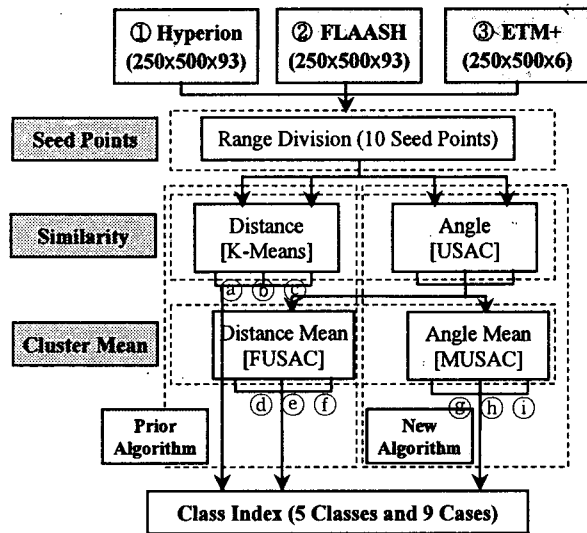 ① Hyperion
(250x500x93)
② FLAASH
(250x500x93)
③ ETM+
(250x500x6)
Seed Points
Range Division (10 Seed Points)
Similarity
Distance
[K-Means]
Angle
[USAC]
ⓐ ⓑ ⓒ
Cluster Mean
Distance Mean
[FUSAC]
Angle Mean
[MUSAC]
ⓓ ⓔ ⓕ
ⓖ ⓗ ⓘ
Prior
Algorithm
New
Algorithm
Class Index (5 Classes and 9 Cases)